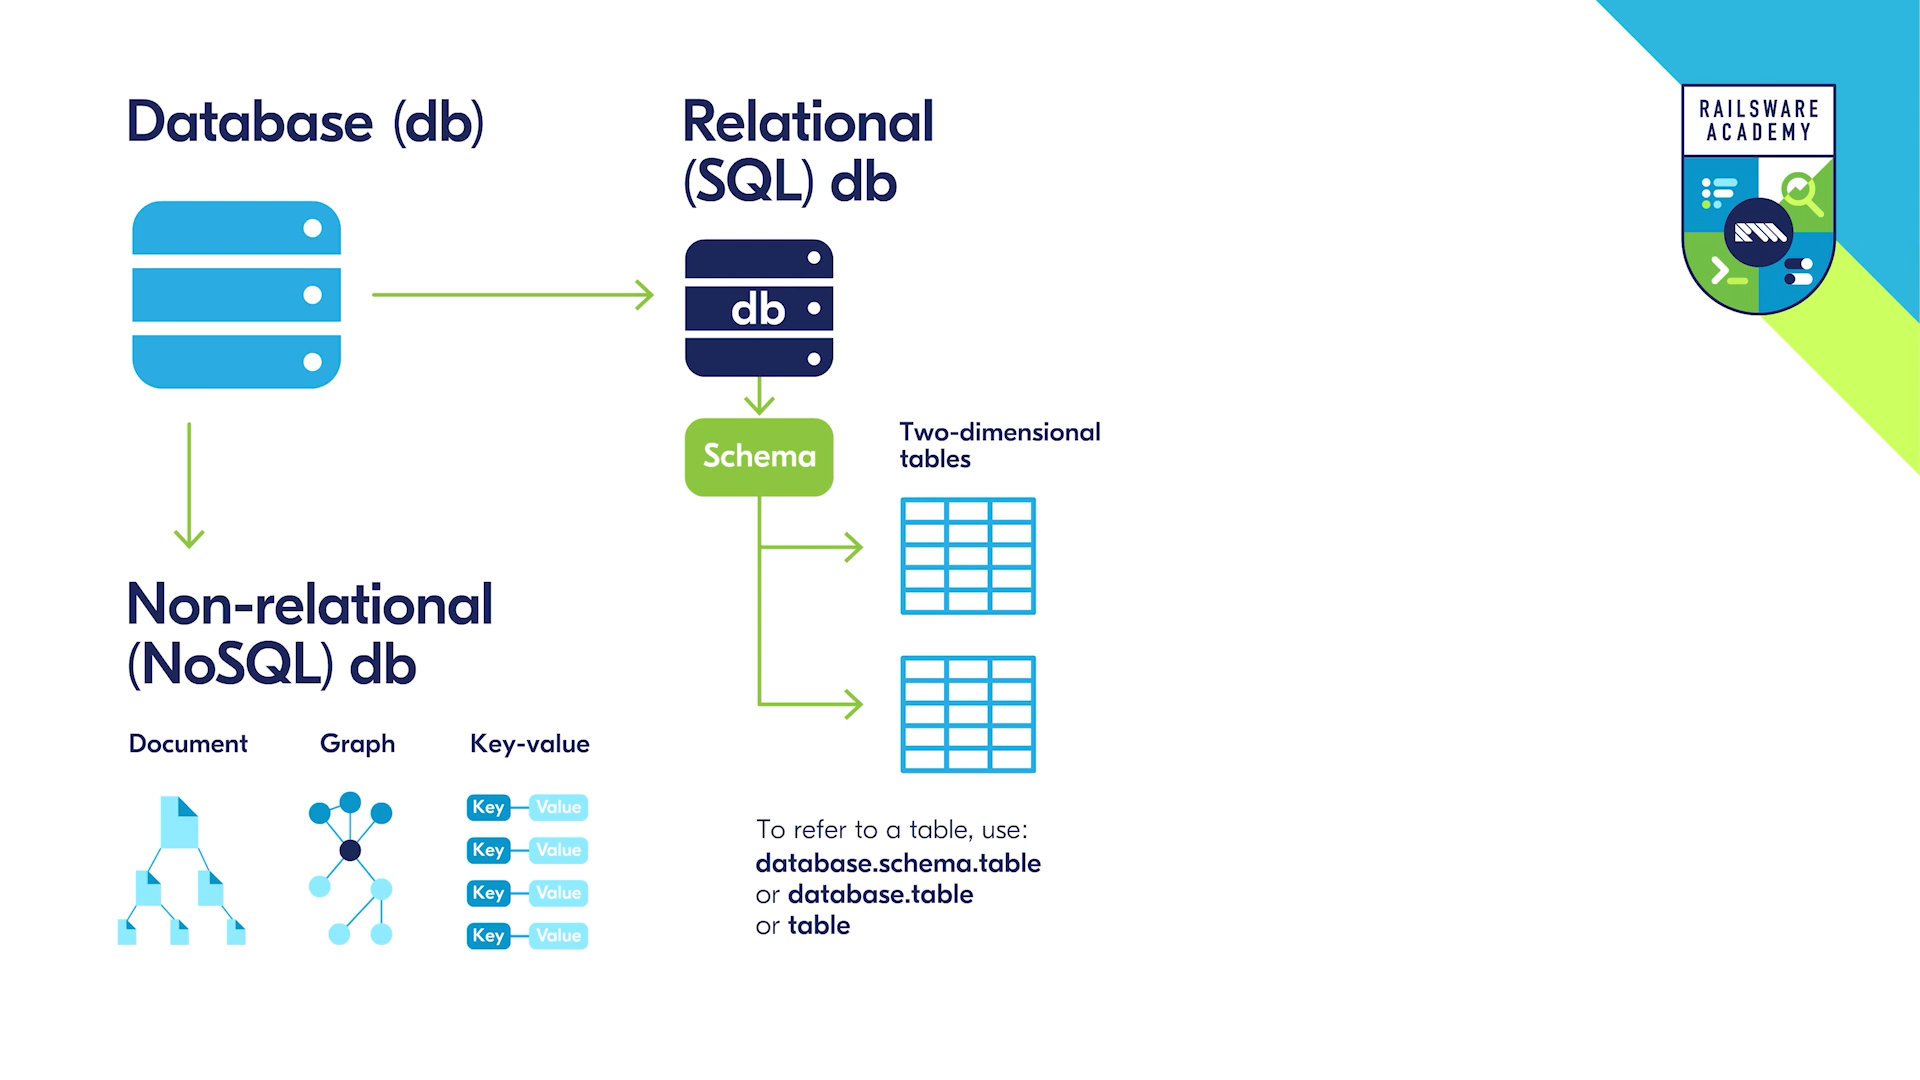 Database (db)
Relational
(SQL) db
RAILSWARE
ACADEMY
db
Schema
Two-dimensional
tables
Non-relational
(NoSQL) db
Document
Graph
Key-value
Key
Value
Key
Value
Key
Value
Key
Value
To refer to a table, use:
database.schema.table
or database.table
or table